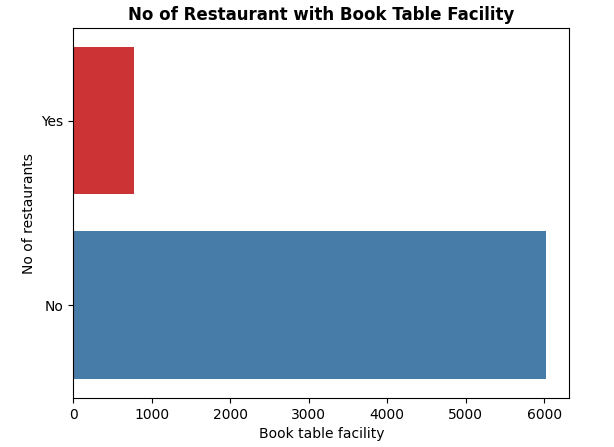 No of Restaurant with Book Table Facility
Yes
No
No of restaurants
0 1000 2000 3000 4000 5000 6000
Book table facility